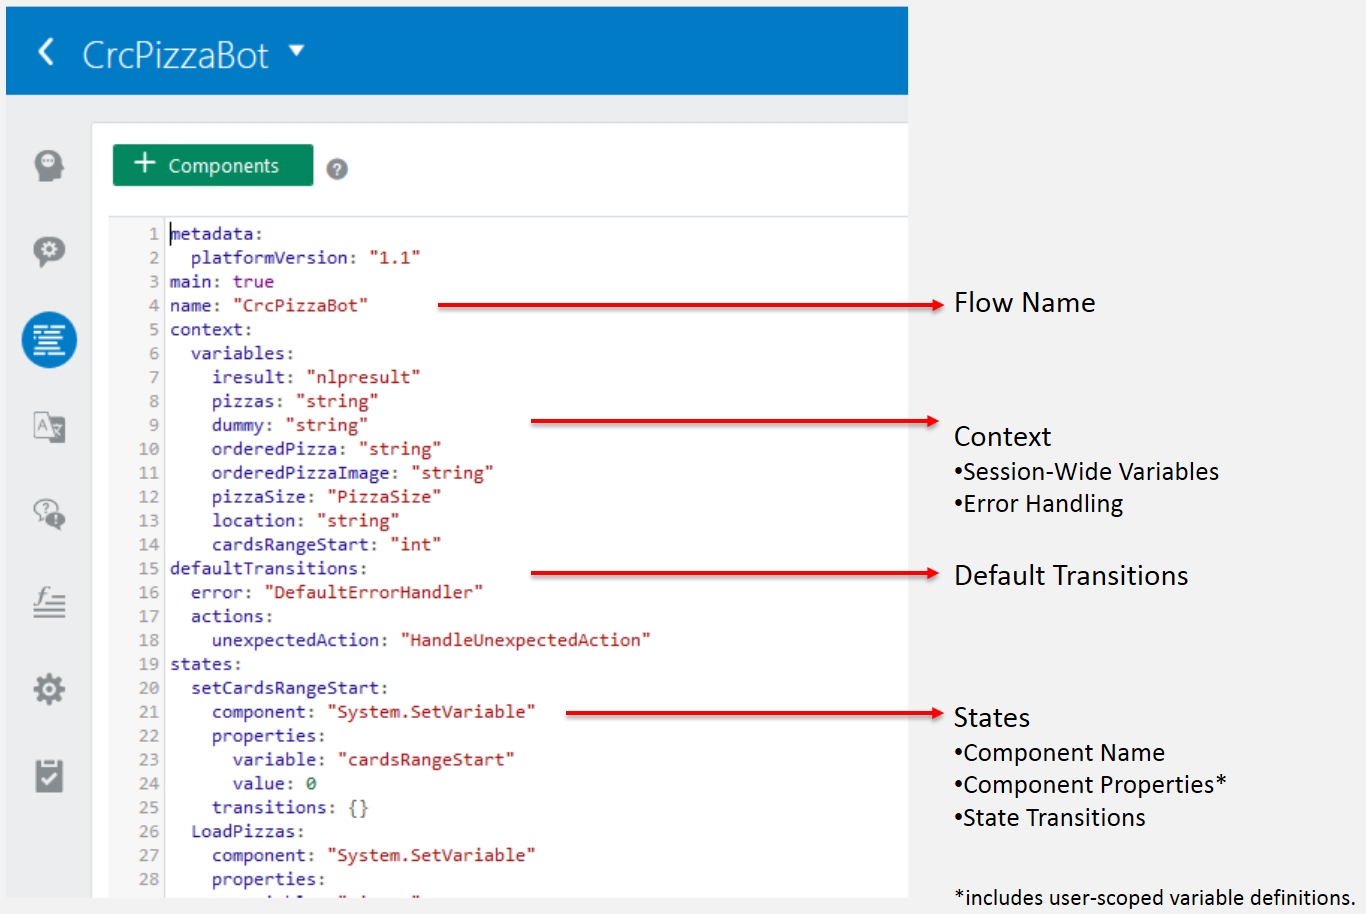 CrcPizzaBot
+ Components
?
1 metadata:
2   platformVersion: "1.1"
3 main: true
4 name: "CrcPizzaBot"
5 context:
6   variables:
7     iresult: "nlpresult"
8     pizzas: "string"
9     dummy: "string"
10     orderedPizza: "string"
11     orderedPizzaImage: "string"
12     pizzaSize: "PizzaSize"
13     location: "string"
14     cardsRangeStart: "int"
15 defaultTransitions:
16   error: "DefaultErrorHandler"
17   actions:
18     unexpectedAction: "HandleUnexpectedAction"
19 states:
20   setCardsRangeStart:
21     component: "System.SetVariable"
22     properties:
23       variable: "cardsRangeStart"
24       value: 0
25     transitions: {}
26   LoadPizzas:
27     component: "System.SetVariable"
28     properties:
Flow Name
Context
•Session-Wide Variables
•Error Handling
Default Transitions
States
•Component Name
•Component Properties*
•State Transitions
*includes user-scoped variable definitions.